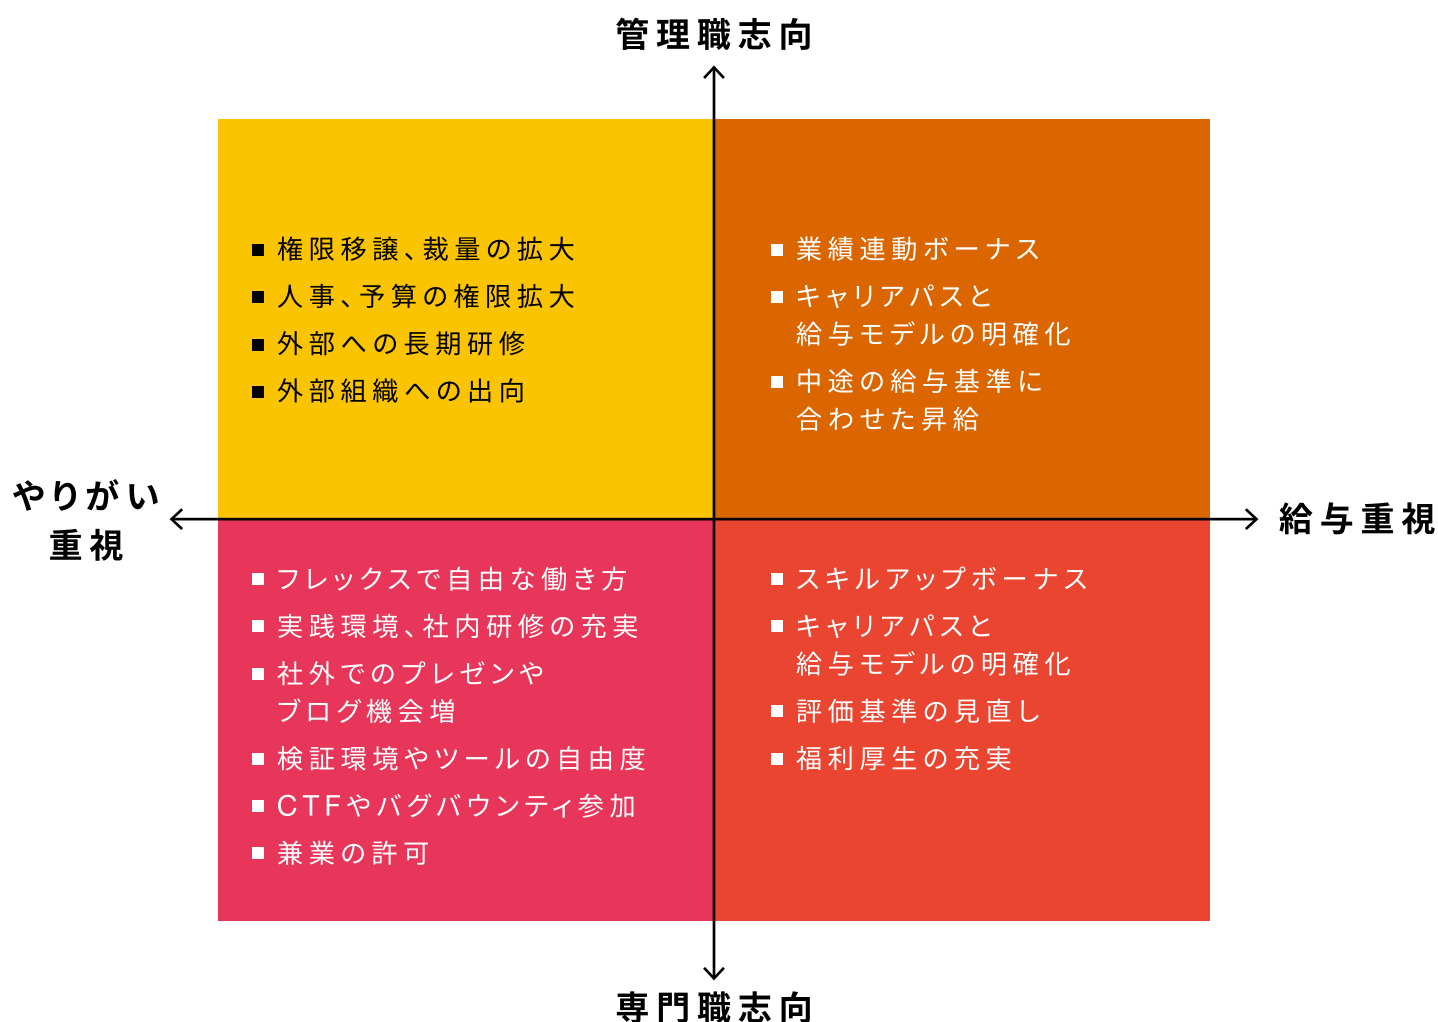 管理職志向
権限移譲、裁量の拡大
人事、予算の権限拡大
外部への長期研修
外部組織への出向
業績連動ボーナス
キャリアパスと
給与モデルの明確化
中途の給与基準に
合わせた昇給
やりがい
重視
給与重視
フレックスで自由な働き方
実践環境、社内研修の充実
社外でのプレゼンや
ブログ機会増
検証環境やツールの自由度
CTFやバグバウンティ参加
兼業の許可
スキルアップボーナス
キャリアパスと
給与モデルの明確化
評価基準の見直し
福利厚生の充実
専門職志向